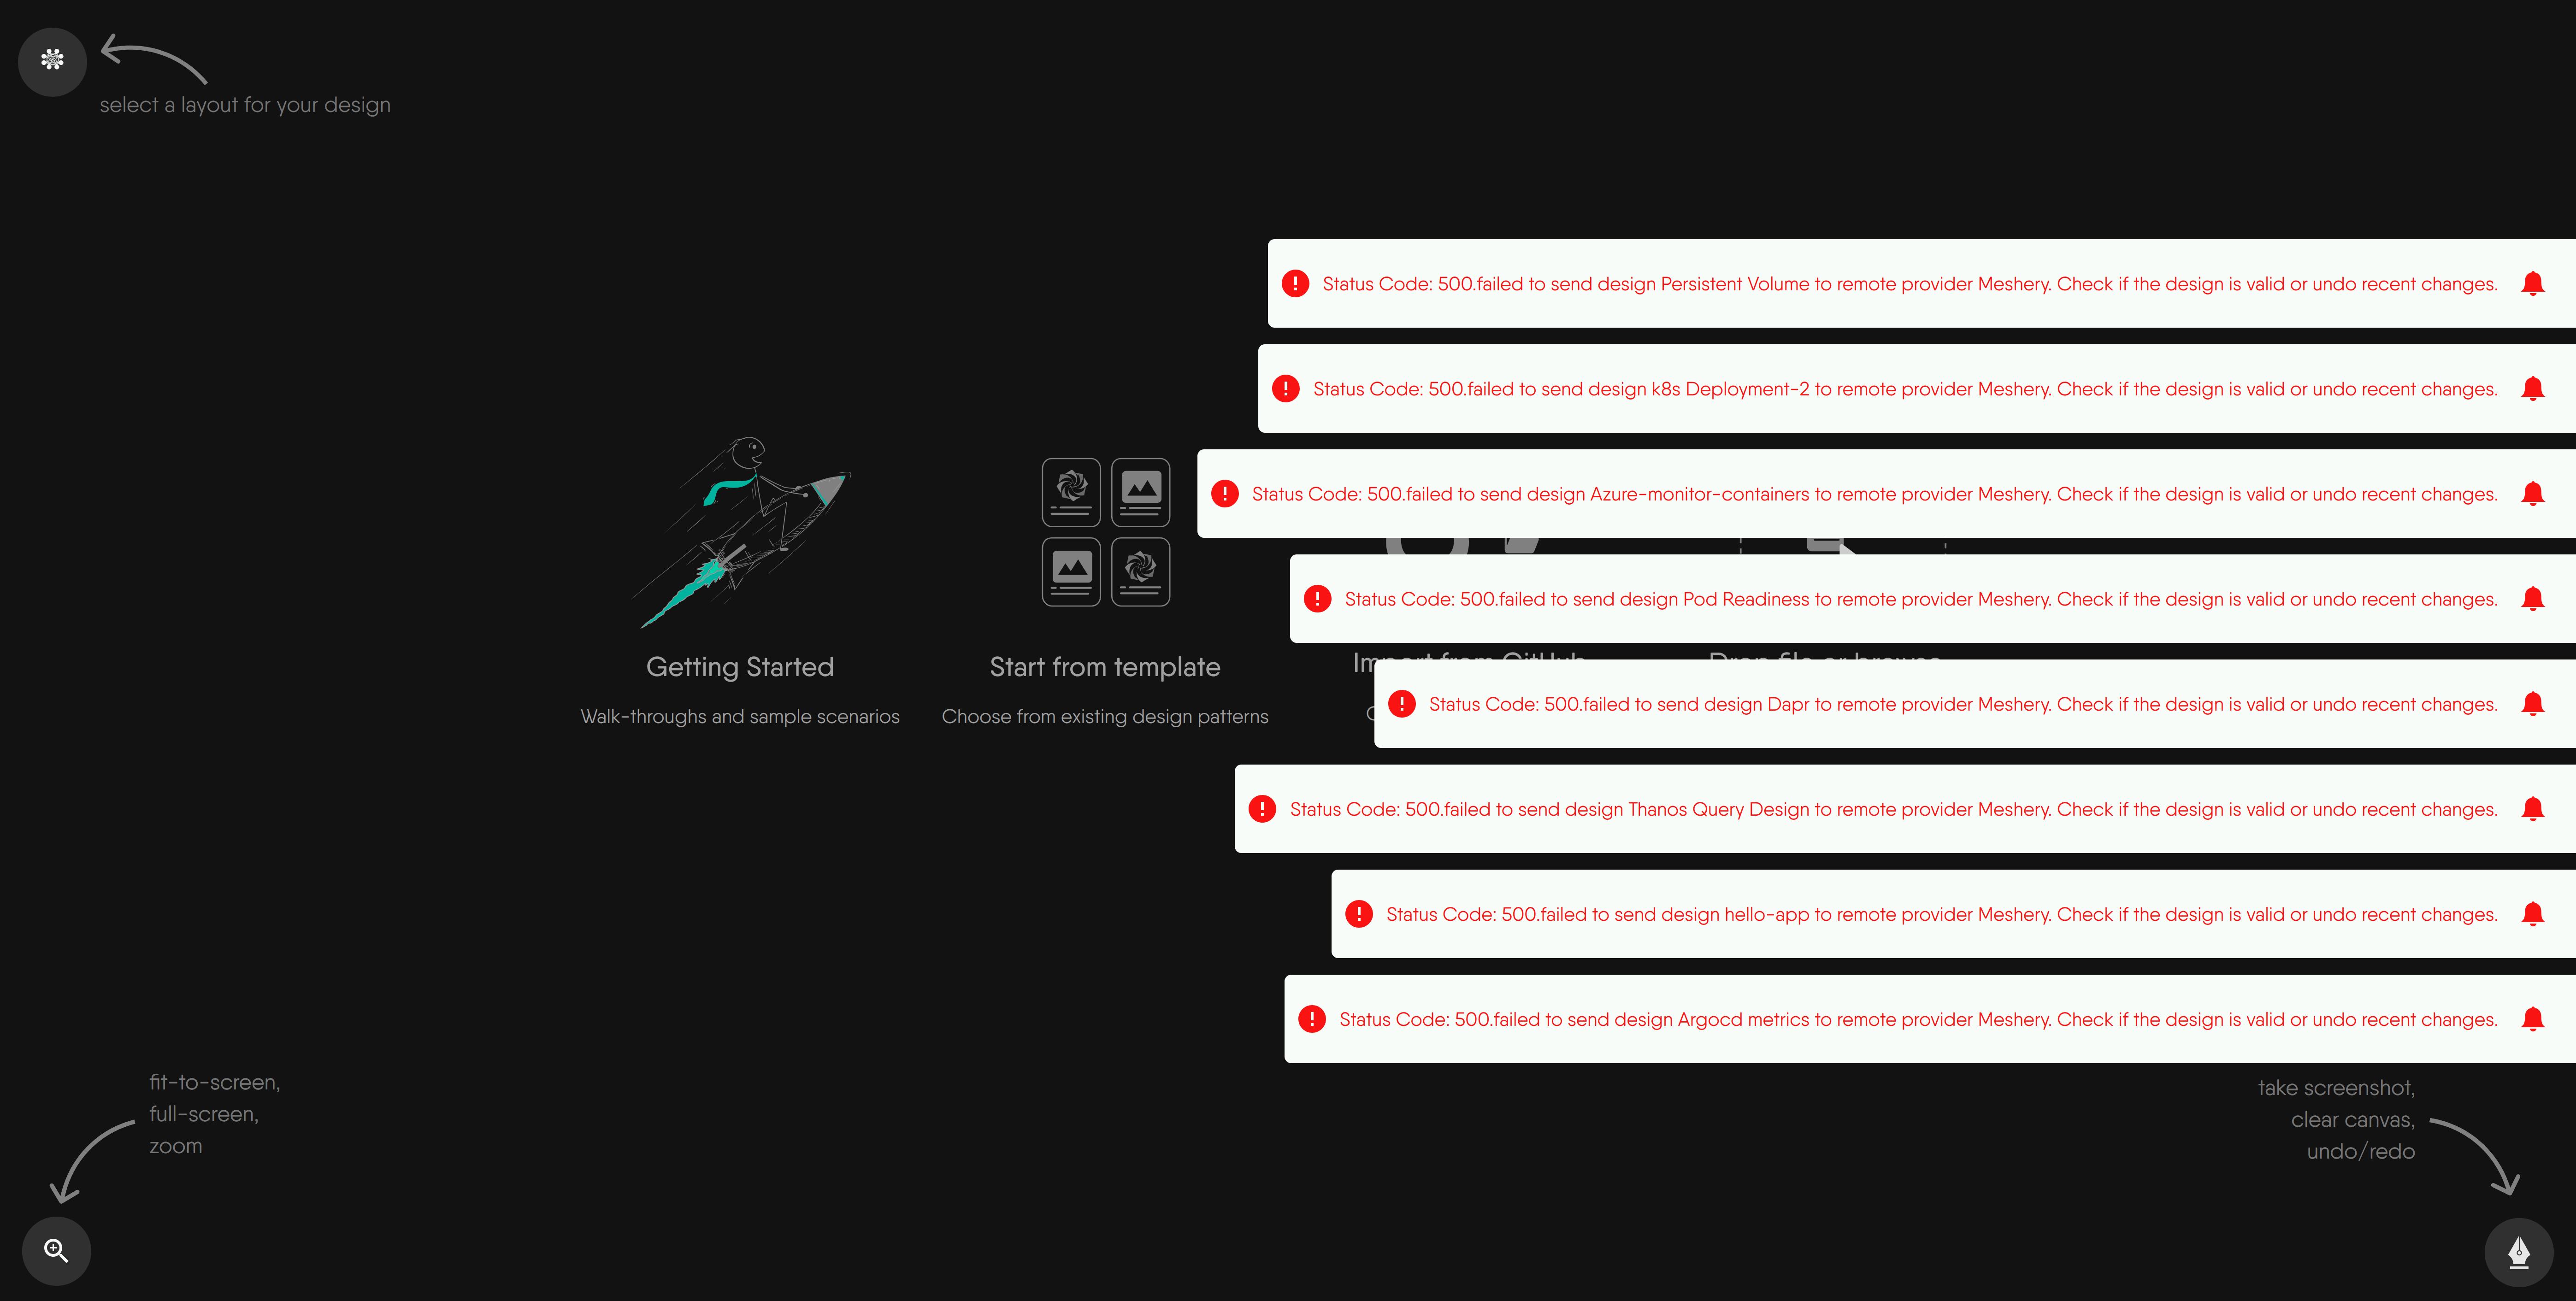 select a layout for your design
Status Code: 500.failed to send design Persistent Volume to remote provider Meshery. Check if the design is valid or undo recent changes.
Status Code: 500.failed to send design k8s Deployment-2 to remote provider Meshery. Check if the design is valid or undo recent changes.
Status Code: 500.failed to send design Azure-monitor-containers to remote provider Meshery. Check if the design is valid or undo recent changes.
Status Code: 500.failed to send design Pod Readiness to remote provider Meshery. Check if the design is valid or undo recent changes.
Getting Started
Start from template
Import from GitHub
Drop file or browse
Status Code: 500.failed to send design Dapr to remote provider Meshery. Check if the design is valid or undo recent changes.
Walk-throughs and sample scenarios
Choose from existing design patterns
Status Code: 500.failed to send design Thanos Query Design to remote provider Meshery. Check if the design is valid or undo recent changes.
Status Code: 500.failed to send design hello-app to remote provider Meshery. Check if the design is valid or undo recent changes.
Status Code: 500.failed to send design Argocd metrics to remote provider Meshery. Check if the design is valid or undo recent changes.
fit-to-screen,
full-screen,
zoom
take screenshot,
clear canvas,
undo/redo